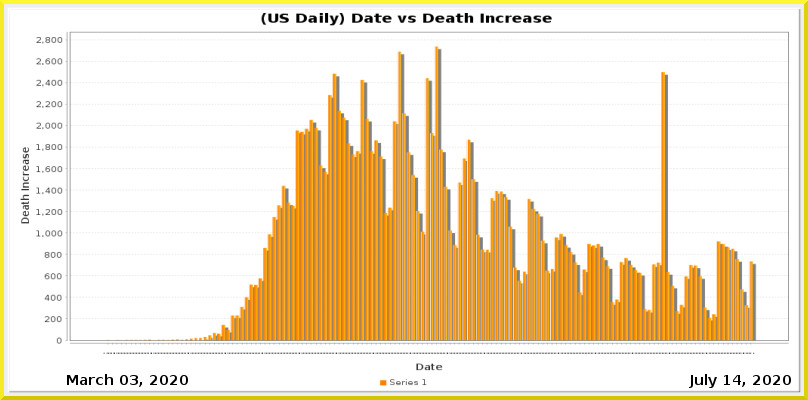 (US Daily) Date vs Death Increase
2,800
2,600
2,400
2,200
2,000
1,800
1,600
1,400
1,200
1,000
800
600
400
200
0
Death Increase
Date
March 03, 2020
Series 1
July 14, 2020